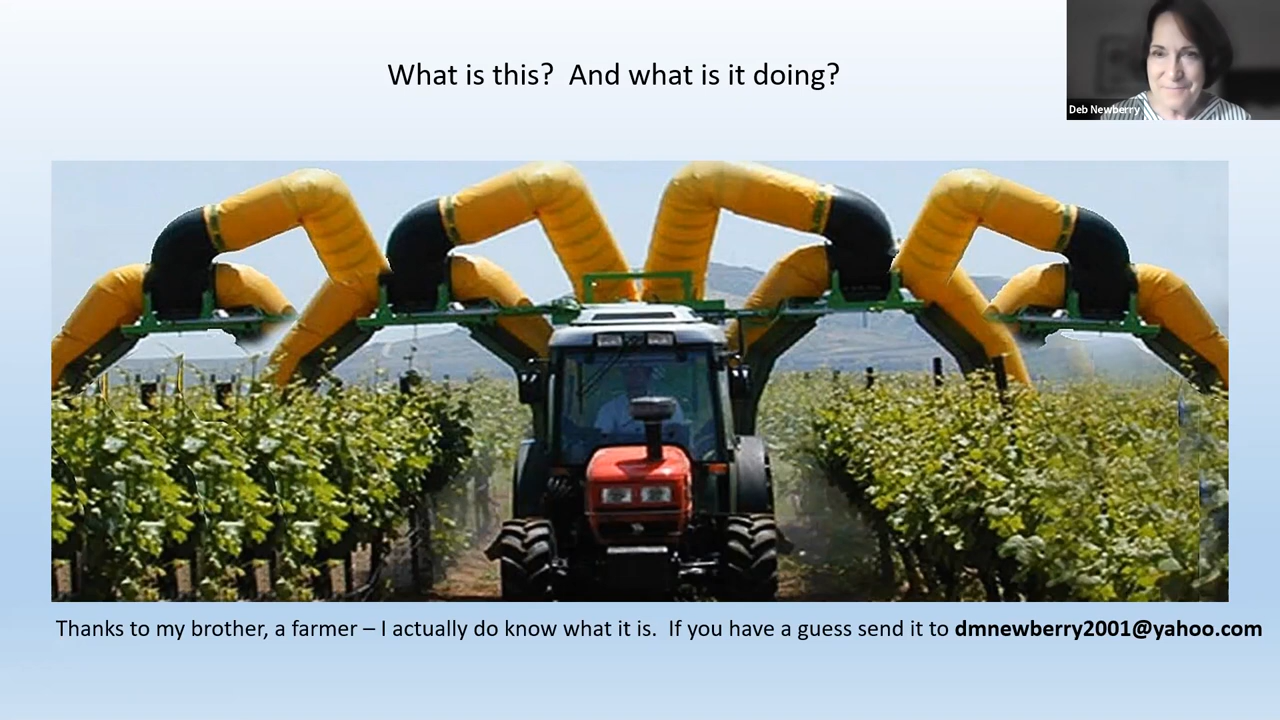 What is this?  And what is it doing?
Deb Newberry
Thanks to my brother, a farmer – I actually do know what it is.  If you have a guess send it to dmnewberry2001@yahoo.com